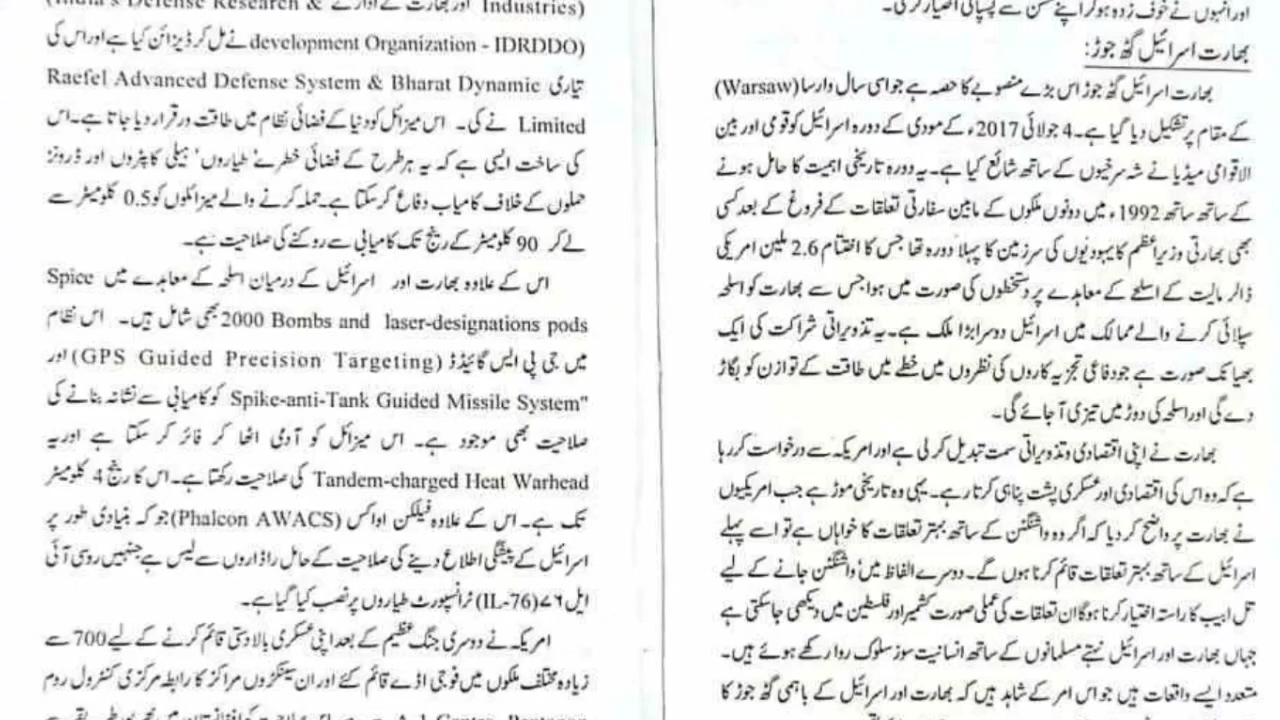 اور انہوں نے خوف زدہ ہو کر اپنے مشن سے پسپائی اختیار کر لی۔
بھارت اسرائیل گٹھ جوڑ:
بھارت اسرائیل گٹھ جوڑ اس بڑے منصوبے کا حصہ ہے جو اسی سال وارسا (Warsaw)
کے مقام پر تشکیل دیا گیا ہے۔ 4 جولائی 2017ء کے مودی کے دورہ اسرائیل کو قومی اور بین
الاقوامی میڈیا نے شہ سرخیوں کے ساتھ شائع کیا ہے۔ یہ دورہ تاریخی اہمیت کا حامل ہونے
کے ساتھ ساتھ 1992ء میں دونوں ملکوں کے مابین سفارتی تعلقات کے فروغ کے بعد کسی
بھی بھارتی وزیر اعظم کا یہودیوں کی سرزمین کا پہلا دورہ تھا جس کا اختتام 2.6 ملین امریکی
ڈالر مالیت کے اسلحے کے معاہدے پر دستخطوں کی صورت میں ہوا جس سے بھارت کو اسلحہ
سپلائی کرنے والے ممالک میں اسرائیل دوسرا بڑا ملک ہے۔ یہ تذویراتی شراکت کی ایک
بھیانک صورت ہے جو دفاعی تجزیہ کاروں کی نظروں میں خطے میں طاقت کے توازن کو بگاڑ
دے گی اور اسلحہ کی دوڑ میں تیزی آ جائے گی۔
بھارت نے اپنی اقتصادی و تذویراتی سمت تبدیل کر لی ہے اور امریکہ سے درخواست کر رہا
ہے کہ وہ اس کی اقتصادی اور عسکری پشت پناہی کرتا رہے۔ یہی وہ تاریخی موڑ ہے جب امریکیوں
نے بھارت پر واضح کر دیا کہ اگر وہ واشنگٹن کے ساتھ بہتر تعلقات کا خواہاں ہے تو اسے پہلے
اسرائیل کے ساتھ بہتر تعلقات قائم کرنا ہوں گے۔ دوسرے الفاظ میں 'واشنگٹن جانے کے لیے
تل ابیب کا راستہ اختیار کرنا ہوگا' ان تعلقات کی عملی صورت کشمیر اور فلسطین میں دیکھی جا سکتی ہے
جہاں بھارت اور اسرائیل نہتے مسلمانوں کے ساتھ انسانیت سوز سلوک روا رکھے ہوئے ہیں۔
متعدد ایسے واقعات ہیں جو اس امر کے شاہد ہیں کہ بھارت اور اسرائیل کے باہمی گٹھ جوڑ کا
(Industries اور بھارت کے ادارے India's Defense Research &)
development Organization - IDRDDO) نے مل کر ڈیزائن کیا ہے اور اس کی
تیاری Raefel Advanced Defense System & Bharat Dynamic
Limited نے کی۔ اس میزائل کو دنیا کے فضائی نظام میں طاقت ور قرار دیا جاتا ہے۔ اس
کی ساخت ایسی ہے کہ یہ ہر طرح کے فضائی خطرے' طیاروں' ہیلی کاپٹروں اور ڈرونز
حملوں کے خلاف کامیاب دفاع کر سکتا ہے۔ حملہ کرنے والے میزائلوں کو 0.5 کلومیٹر سے
لے کر 90 کلومیٹر کے رینج تک کامیابی سے روکنے کی صلاحیت ہے۔
اس کے علاوہ بھارت اور اسرائیل کے درمیان اسلحہ کے معاہدے میں Spice
2000 Bombs and laser-designations pods بھی شامل ہیں۔ اس نظام
میں جی پی ایس گائیڈڈ (GPS Guided Precision Targeting) اور
"Spike-anti-Tank Guided Missile System کو کامیابی سے نشانہ بنانے کی
صلاحیت بھی موجود ہے۔ اس میزائل کو آدمی اٹھا کر فائر کر سکتا ہے اور یہ
Tandem-charged Heat Warhead کی صلاحیت رکھتا ہے۔ اس کا رینج 4 کلومیٹر
تک ہے۔ اس کے علاوہ فیلکن اواکس (Phalcon AWACS) جو کہ بنیادی طور پر
اسرائیل کے پیشگی اطلاع دینے کی صلاحیت کے حامل راڈاروں سے لیس ہے جنہیں روسی آئی
ایل ۷۶ (IL-76) ٹرانسپورٹ طیاروں پر نصب کیا گیا ہے۔
امریکہ نے دوسری جنگ عظیم کے بعد اپنی عسکری بالادستی قائم کرنے کے لیے 700 سے
زیادہ مختلف ملکوں میں فوجی اڈے قائم کئے اور ان سینکڑوں مراکز کا رابطہ مرکزی کنٹرول روم